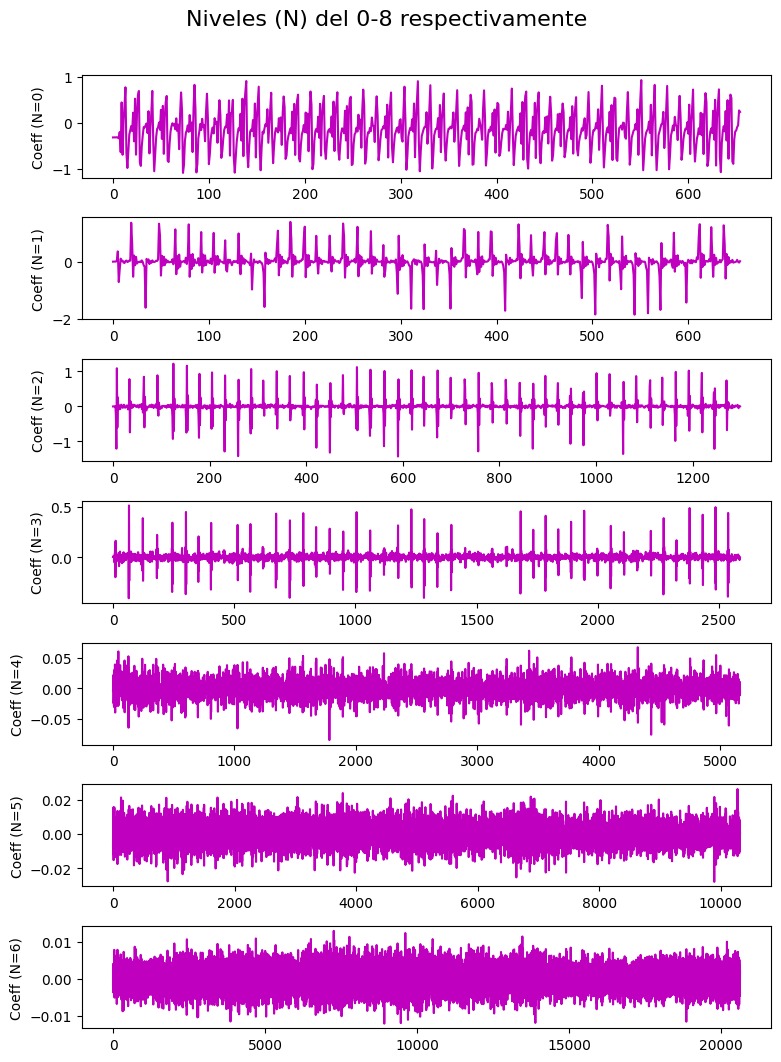 Niveles (N) del 0-8 respectivamente
Coeff (N=0)
1
0
−1
0 100 200 300 400 500 600
Coeff (N=1)
0
−2
0 100 200 300 400 500 600
Coeff (N=2)
1
0
−1
0 200 400 600 800 1000 1200
Coeff (N=3)
0.5
0.0
0 500 1000 1500 2000 2500
Coeff (N=4)
0.05
0.00
−0.05
0 1000 2000 3000 4000 5000
Coeff (N=5)
0.02
0.00
−0.02
0 2000 4000 6000 8000 10000
Coeff (N=6)
0.01
0.00
−0.01
0 5000 10000 15000 20000